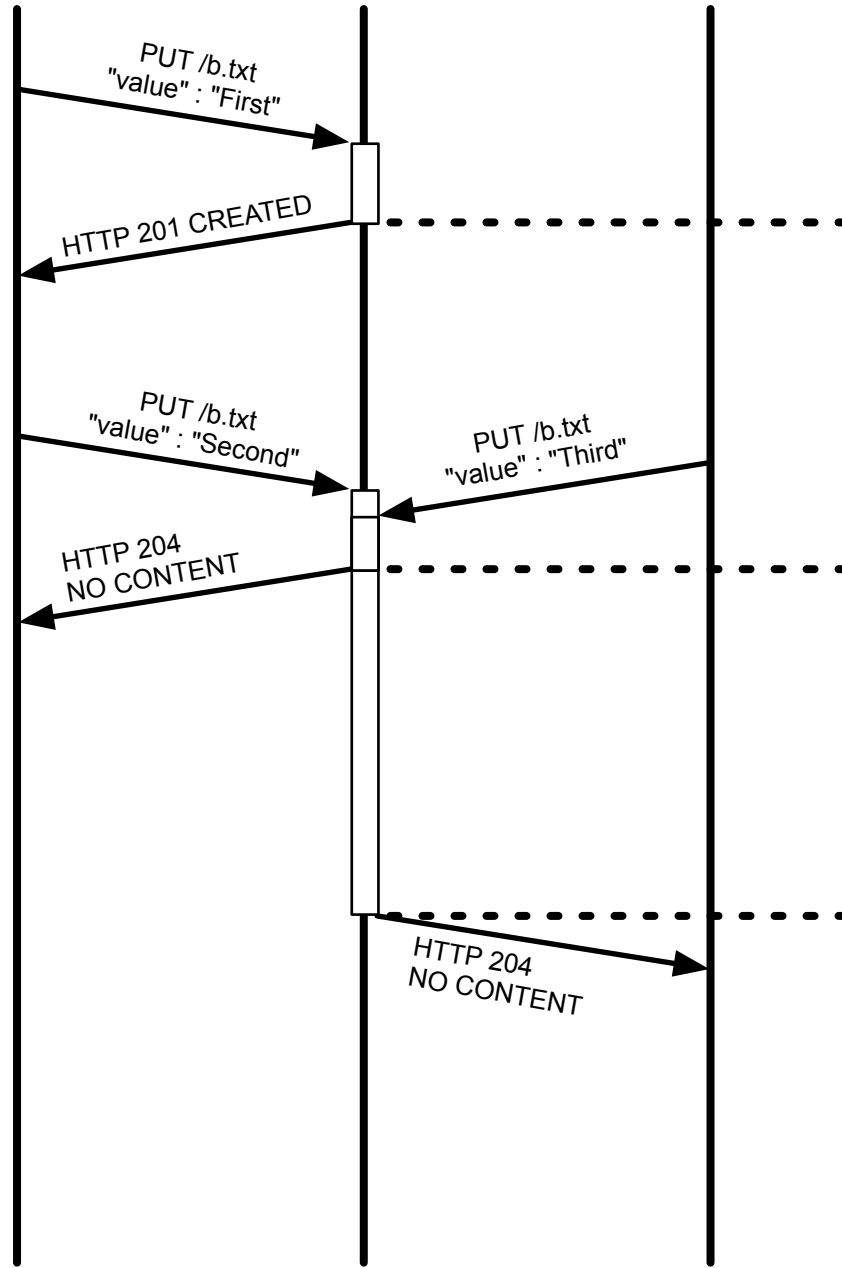 PUT /b.txt
"value" : "First"
HTTP 201 CREATED
PUT /b.txt
"value" : "Second"
PUT /b.txt
"value" : "Third"
HTTP 204
NO CONTENT
HTTP 204
NO CONTENT